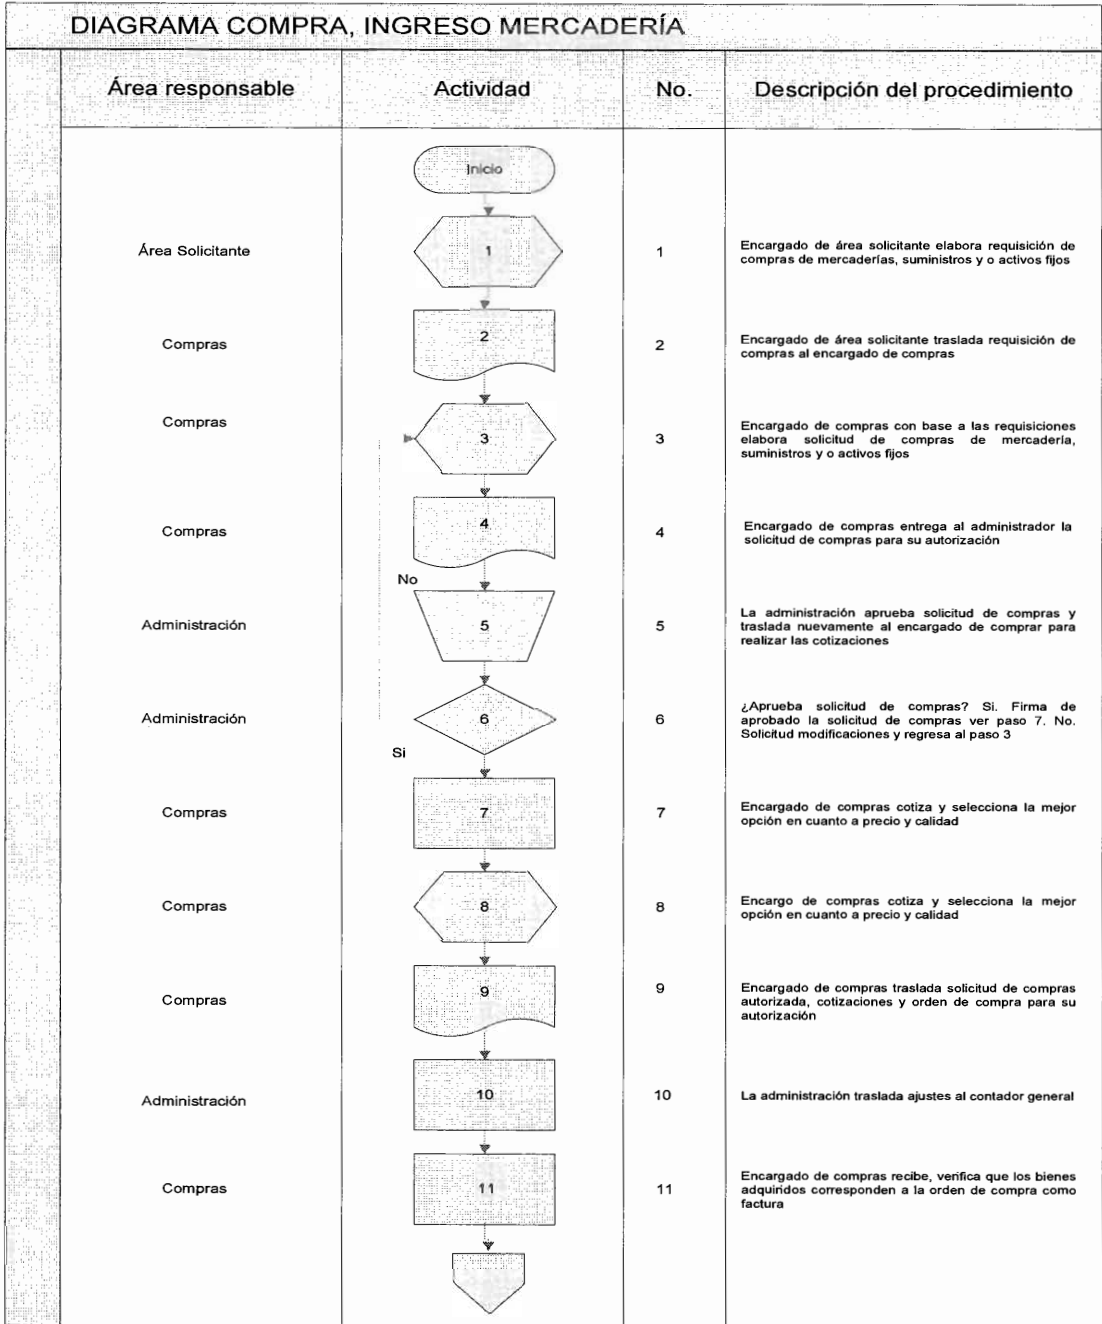 DIAGRAMA COMPRA, INGRESO MERCADERÍA
Área responsable
Actividad
No.
Descripción del procedimiento
Inicio
Área Solicitante
1
1
Encargado de área solicitante elabora requisición de
compras de mercaderías, suministros y o activos fijos
Compras
2
2
Encargado de área solicitante traslada requisición de
compras al encargado de compras
Compras
3
3
Encargado de compras con base a las requisiciones
elabora solicitud de compras de mercadería,
suministros y o activos fijos
Compras
4
4
Encargado de compras entrega al administrador la
solicitud de compras para su autorización
No
Administración
5
5
La administración aprueba solicitud de compras y
traslada nuevamente al encargado de comprar para
realizar las cotizaciones
Administración
6
6
¿Aprueba solicitud de compras? Si. Firma de
aprobado la solicitud de compras ver paso 7. No.
Solicitud modificaciones y regresa al paso 3
Si
Compras
7
7
Encargado de compras cotiza y selecciona la mejor
opción en cuanto a precio y calidad
Compras
8
8
Encargo de compras cotiza y selecciona la mejor
opción en cuanto a precio y calidad
Compras
9
9
Encargado de compras traslada solicitud de compras
autorizada, cotizaciones y orden de compra para su
autorización
Administración
10
10
La administración traslada ajustes al contador general
Compras
11
11
Encargado de compras recibe, verifica que los bienes
adquiridos corresponden a la orden de compra como
factura